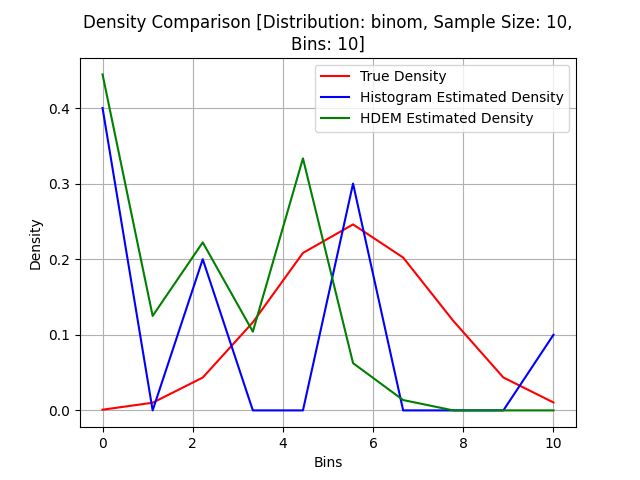 Density Comparison [Distribution: binom, Sample Size: 10,
Bins: 10]
True Density
Histogram Estimated Density
HDEM Estimated Density
Density
0.4
0.3
0.2
0.1
0.0
0 2 4 6 8 10
Bins